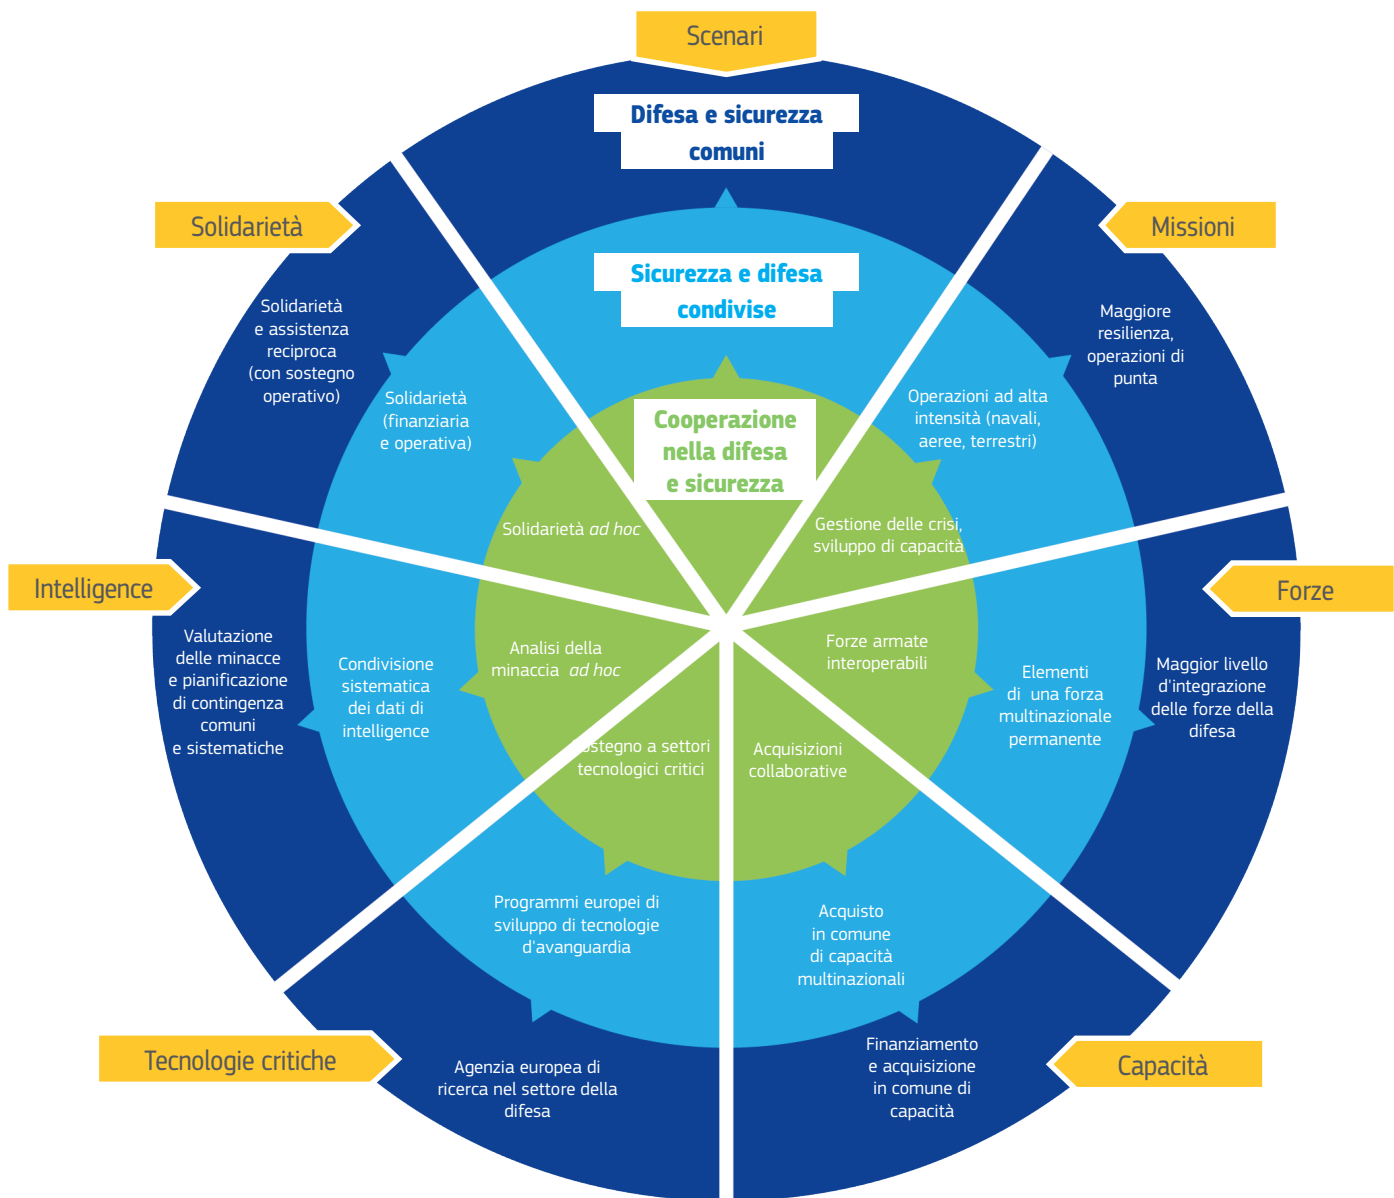 Scenari
Difesa e sicurezza
comuni
Sicurezza e difesa
condivise
Cooperazione
nella difesa
e sicurezza
Missioni
Maggiore
resilienza,
operazioni di
punta
Operazioni ad alta
intensità (navali,
aeree, terrestri)
Gestione delle crisi,
sviluppo di capacità
Forze
Maggior livello
d'integrazione
delle forze della
difesa
Elementi
di una forza
multinazionale
permanente
Forze armate
interoperabili
Capacità
Finanziamento
e acquisizione
in comune di
capacità
Acquisto
in comune
di capacità
multinazionali
Acquisizioni
collaborative
Tecnologie critiche
Agenzia europea di
ricerca nel settore della
difesa
Programmi europei di
sviluppo di tecnologie
d'avanguardia
ostegno a settori
tecnologici critici
Intelligence
Valutazione
delle minacce
e pianificazione
di contingenza
comuni
e sistematiche
Condivisione
sistematica
dei dati di
intelligence
Analisi della
minaccia ad hoc
Solidarietà
Solidarietà
e assistenza
reciproca
(con sostegno
operativo)
Solidarietà
(finanziaria
e operativa)
Solidarietà ad hoc